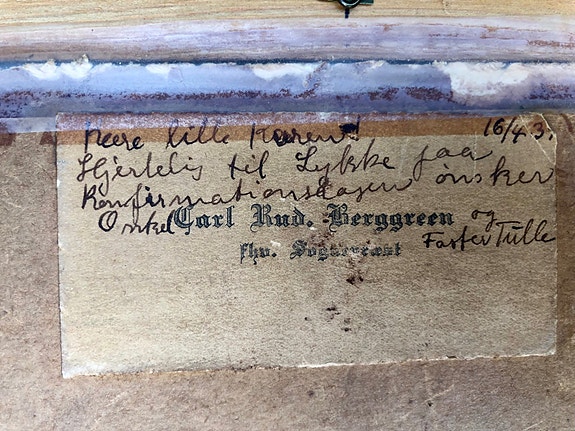 Kære lille Karen! 16/4 3.
Hjertelig til Lykke paa
Konfirmationsdagen ønsker
Onkel Carl Rud. Berggreen og
fhv. Sognepræst Faster Tulle